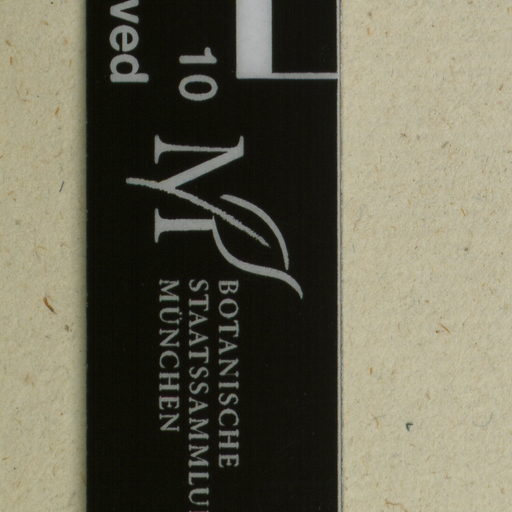 ved
10
BOTANISCHE
STAATSSAMMLU
MÜNCHEN